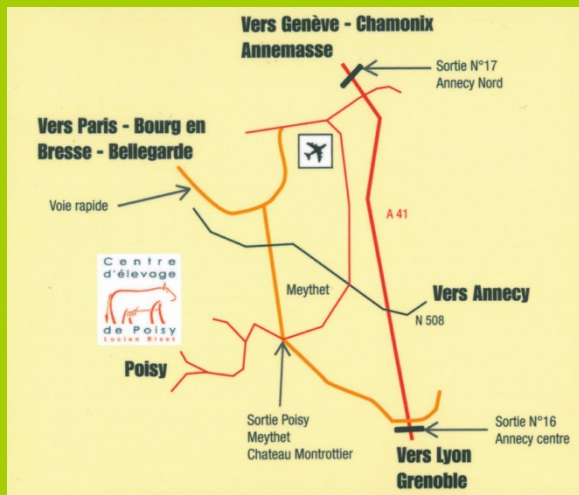 Vers Genève - Chamonix
Annemasse
Sortie N°17
Annecy Nord
Vers Paris - Bourg en
Bresse - Bellegarde
Voie rapide
A 41
Centre
d'élevage
de Poisy
Lucien Biset
Meythet
Vers Annecy
N 508
Poisy
Sortie Poisy
Meythet
Chateau Montrottier
Sortie N°16
Annecy centre
Vers Lyon
Grenoble